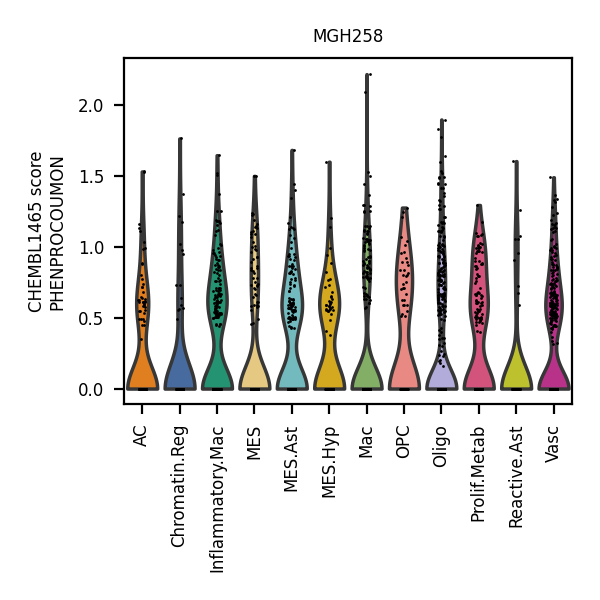 MGH258
CHEMBL1465 score
PHENPROCOUMON
2.0
1.5
1.0
0.5
0.0
AC
Chromatin.Reg
Inflammatory.Mac
MES
MES.Ast
MES.Hyp
Mac
OPC
Oligo
Prolif.Metab
Reactive.Ast
Vasc